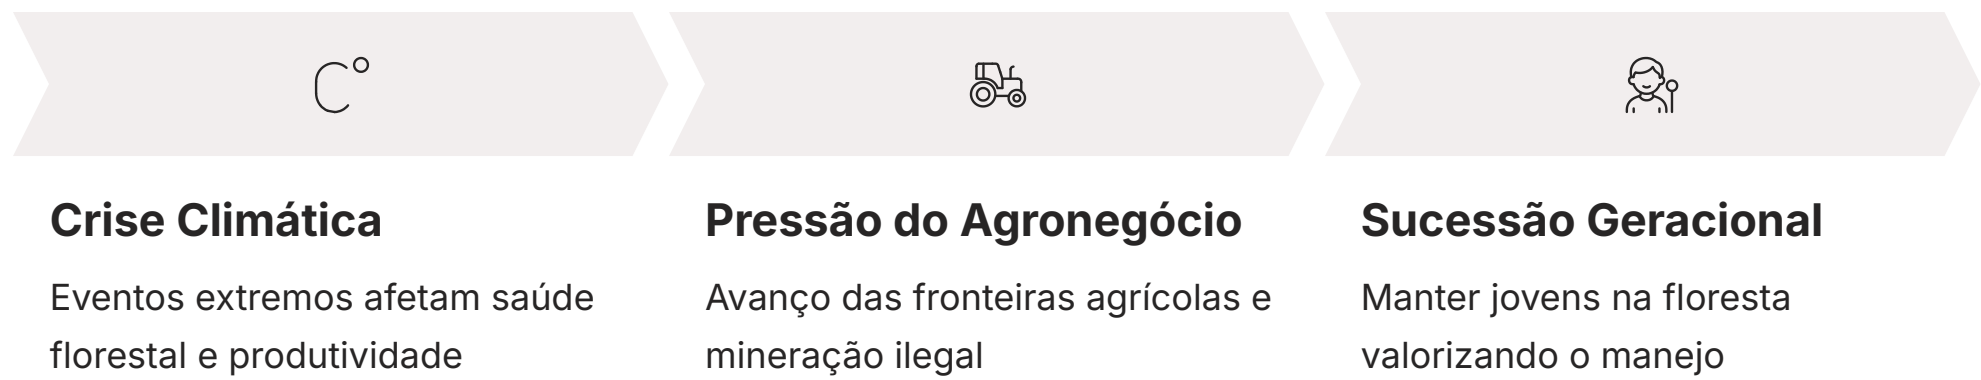 Crise Climática
Eventos extremos afetam saúde
florestal e produtividade
Pressão do Agronegócio
Avanço das fronteiras agrícolas e
mineração ilegal
Sucessão Geracional
Manter jovens na floresta
valorizando o manejo